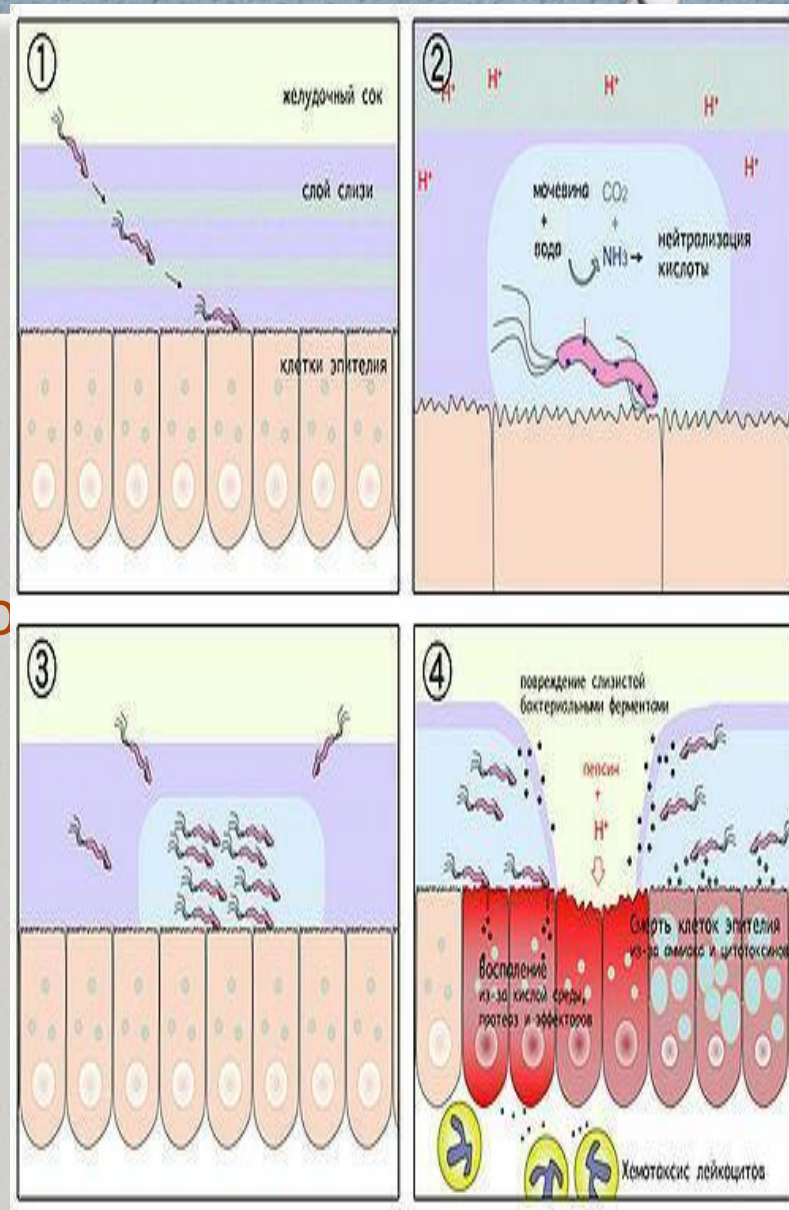 ①
желудочный сок
слой слизи
клетки эпителия
②
H⁺
H⁺
H⁺
H⁺
H⁺
H⁺
мочевина CO₂
+ +
вода NH₃ →
нейтрализация
кислоты
③
④
повреждение слизистой
бактериальными ферментами
пепсин
+
H⁺
Смерть клеток эпителия
из-за аммиака и цитотоксинов
Воспаление
из-за кислой среды,
протеаз и эффекторов
Хемотоксис лейкоцитов